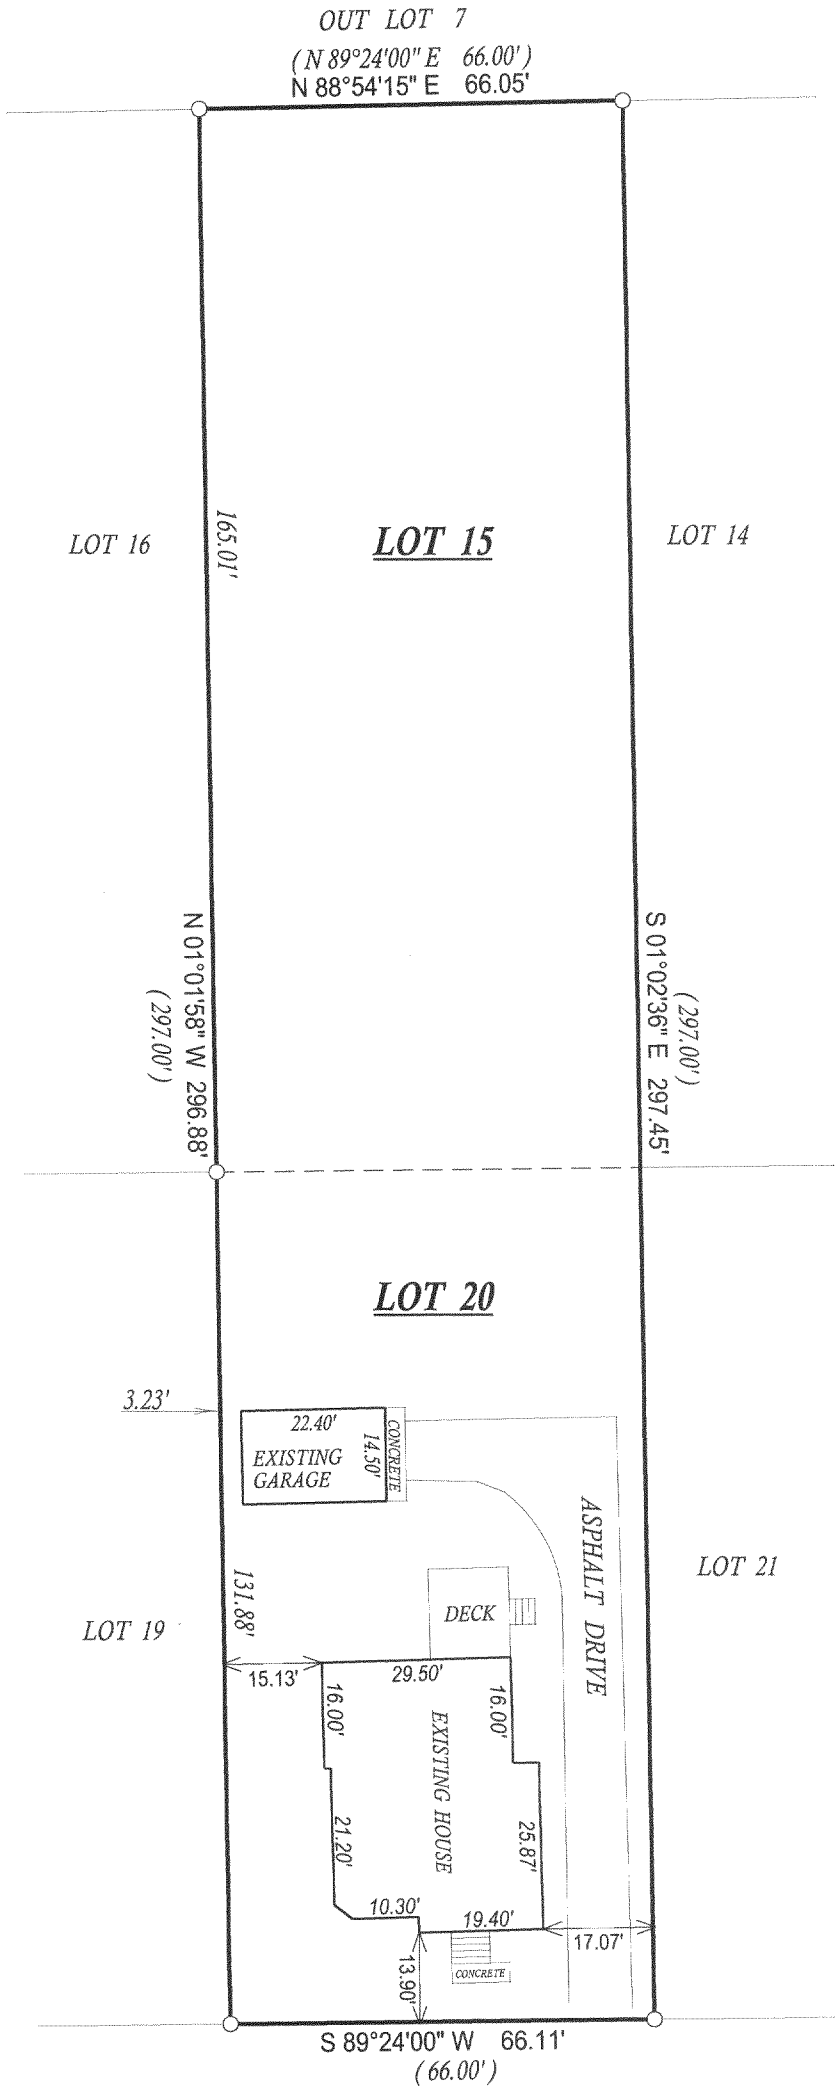 OUT LOT 7
( N 89°24'00" E 66.00' )
N 88°54'15" E 66.05'
LOT 16
165.01'
LOT 15
LOT 14
N 01°01'58" W 296.88'
( 297.00' )
S 01°02'36" E 297.45'
( 297.00' )
LOT 20
3.23'
22.40'
14.50'
CONCRETE
EXISTING
GARAGE
ASPHALT DRIVE
LOT 21
131.88'
LOT 19
DECK
15.13'
29.50'
16.00'
16.00'
EXISTING HOUSE
21.20'
25.87'
10.30'
19.40'
17.07'
13.90'
CONCRETE
S 89°24'00" W 66.11'
( 66.00' )